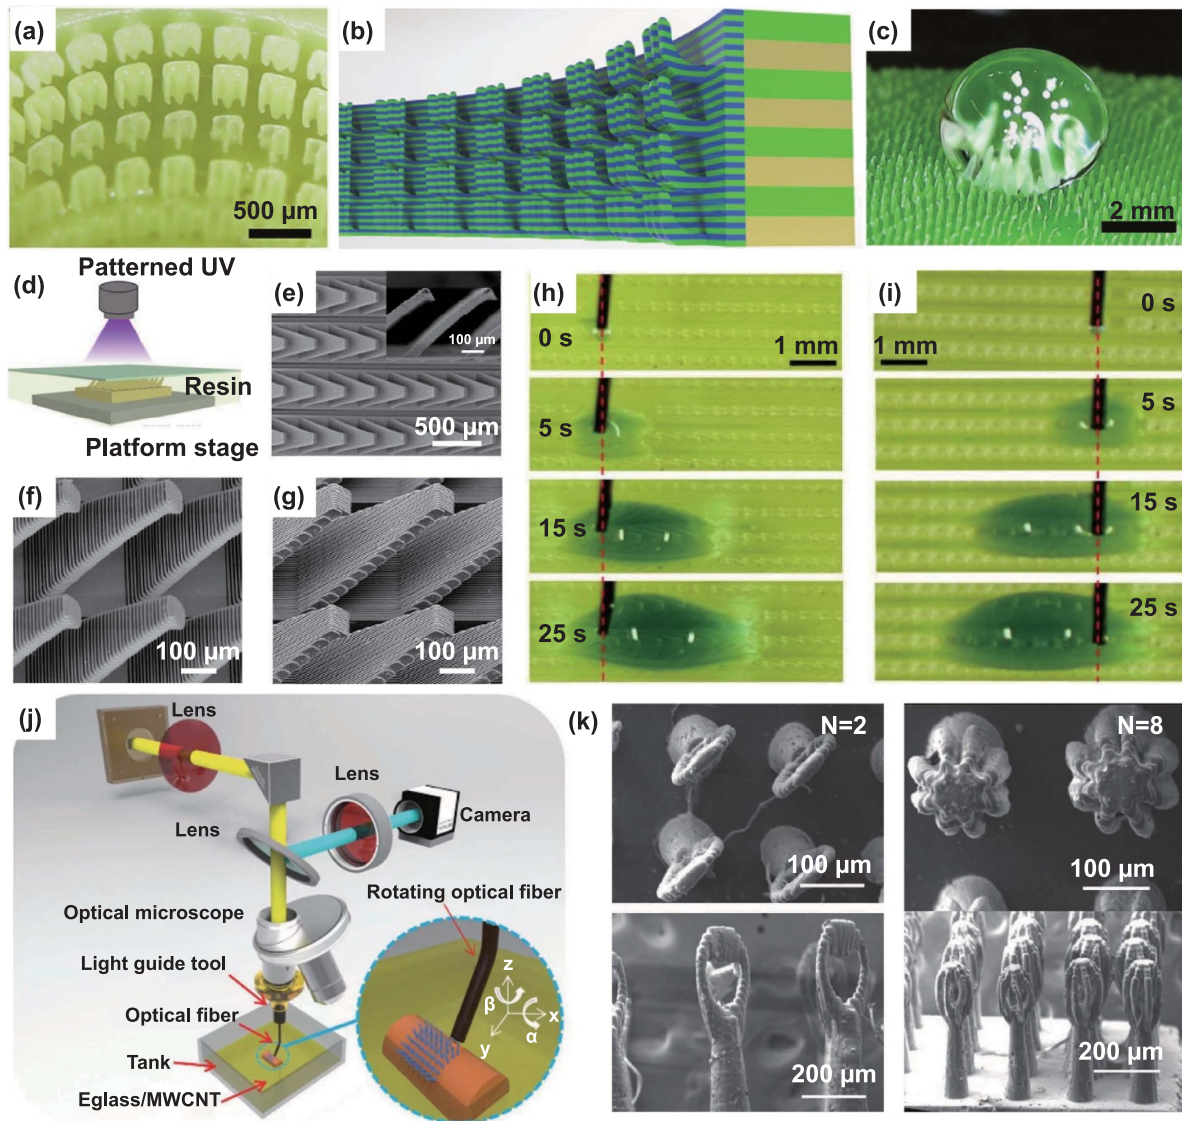 (a)
500 µm
(b)
(c)
2 mm
(d)
Patterned UV
Resin
Platform stage
(e)
100 µm
500 µm
(f)
100 µm
(g)
100 µm
(h)
0 s
1 mm
5 s
15 s
25 s
(i)
0 s
1 mm
5 s
15 s
25 s
(j)
Lens
Lens
Lens
Camera
Rotating optical fiber
Optical microscope
Light guide tool
Optical fiber
Tank
Eglass/MWCNT
z
β
x
α
y
(k)
N=2
100 µm
N=8
100 µm
200 µm
200 µm